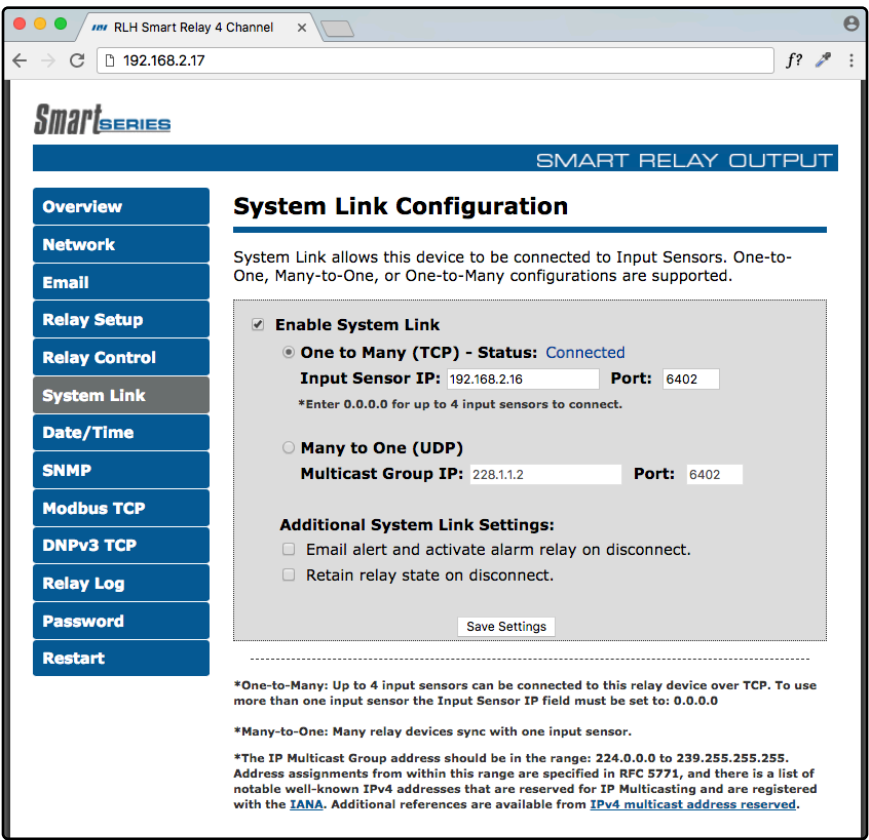 RLH Smart Relay 4 Channel
192.168.2.17
f?
Smart SERIES
SMART RELAY OUTPUT
Overview
Network
Email
Relay Setup
Relay Control
System Link
Date/Time
SNMP
Modbus TCP
DNPv3 TCP
Relay Log
Password
Restart
System Link Configuration
System Link allows this device to be connected to Input Sensors. One-to-
One, Many-to-One, or One-to-Many configurations are supported.
Enable System Link
One to Many (TCP) - Status: Connected
Input Sensor IP: 192.168.2.16 Port: 6402
*Enter 0.0.0.0 for up to 4 input sensors to connect.
Many to One (UDP)
Multicast Group IP: 228.1.1.2 Port: 6402
Additional System Link Settings:
Email alert and activate alarm relay on disconnect.
Retain relay state on disconnect.
Save Settings
*One-to-Many: Up to 4 input sensors can be connected to this relay device over TCP. To use
more than one input sensor the Input Sensor IP field must be set to: 0.0.0.0
*Many-to-One: Many relay devices sync with one input sensor.
*The IP Multicast Group address should be in the range: 224.0.0.0 to 239.255.255.255.
Address assignments from within this range are specified in RFC 5771, and there is a list of
notable well-known IPv4 addresses that are reserved for IP Multicasting and are registered
with the IANA. Additional references are available from IPv4 multicast address reserved.